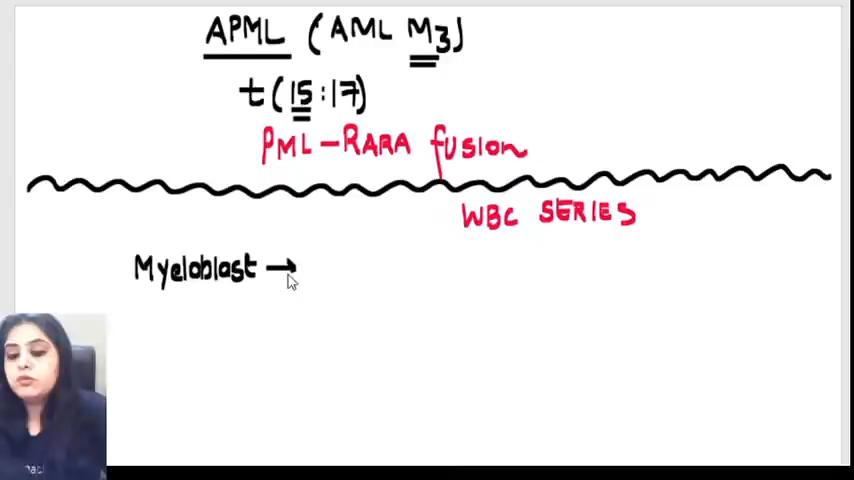 APML (AML M3)
t(15:17)
PML-RARA fusion
WBC SERIES
Myeloblast →